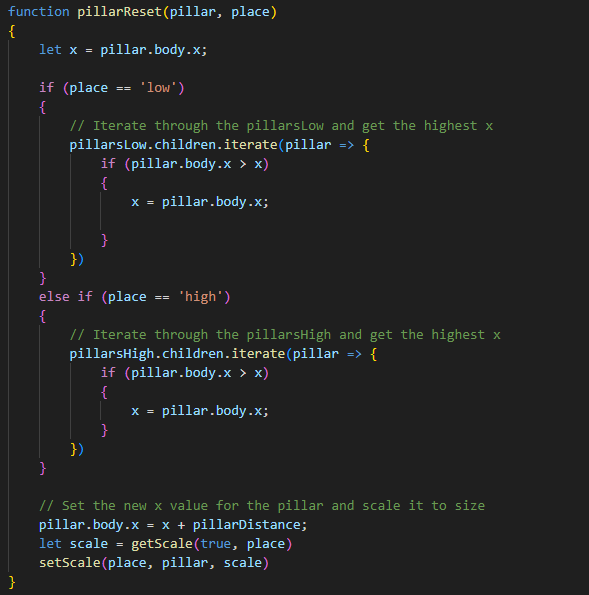 function pillarReset(pillar, place)
{
    let x = pillar.body.x;

    if (place == 'low')
    {
        // Iterate through the pillarsLow and get the highest x
        pillarsLow.children.iterate(pillar => {
            if (pillar.body.x > x)
            {
                x = pillar.body.x;

            }
        })
    }
    else if (place == 'high')
    {
        // Iterate through the pillarsHigh and get the highest x
        pillarsHigh.children.iterate(pillar => {
            if (pillar.body.x > x)
            {
                x = pillar.body.x;
            }
        })
    }

    // Set the new x value for the pillar and scale it to size
    pillar.body.x = x + pillarDistance;
    let scale = getScale(true, place)
    setScale(place, pillar, scale)
}